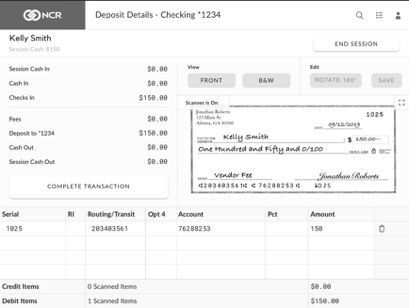 NCR
Deposit Details - Checking *1234
Kelly Smith
Session Cash: $150
END SESSION
Session Cash In $0.00
Cash In $0.00
Checks In $150.00
Fees $0.00
Deposit to *1234 $150.00
Cash Out $0.00
Session Cash Out $0.00
COMPLETE TRANSACTION
View
FRONT
B&W
Edit
ROTATE 180°
SAVE
Scanner is On
Jonathan Roberts
123 Main St.
Atlanta, GA 30308
1025
09/12/2019
Kelly Smith
$ 150.00
One Hundred and Fifty and 0/100
DOLLARS
Vendor Fee
Jonathan Roberts
⑆203403561⑆ ⑆ 76288253 ⑆ 1025
Serial RI Routing/Transit Opt 4 Account Pct Amount
1025 203403561 76288253 150
Credit Items 0 Scanned Items $0.00
Debit Items 1 Scanned Items $150.00